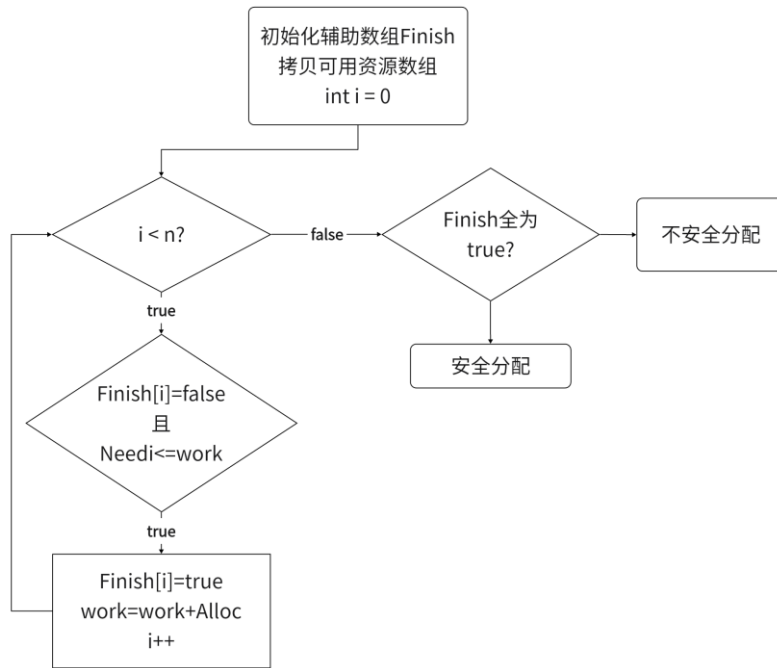 初始化辅助数组Finish
拷贝可用资源数组
int i = 0
i < n?
false
Finish全为
true?
不安全分配
true
安全分配
Finish[i]=false
且
Needi<=work
true
Finish[i]=true
work=work+Alloc
i++